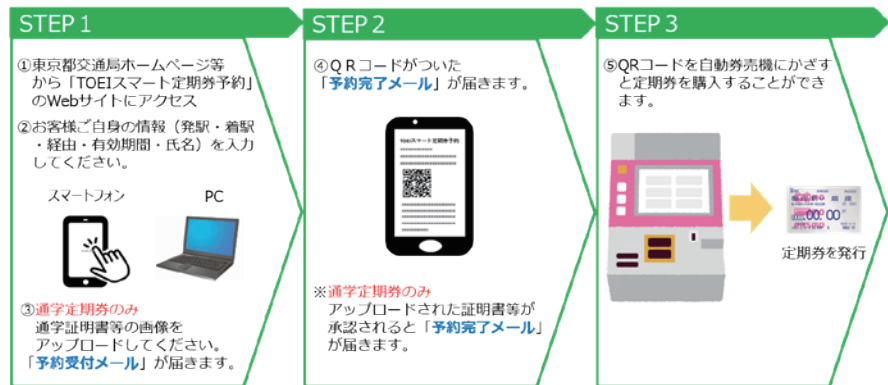 STEP 1
①東京都交通局ホームページ等
から「TOEIスマート定期券予約」
のWebサイトにアクセス
②お客様ご自身の情報（発駅・着駅
・経由・有効期間・氏名）を入力
してください。
スマートフォン
PC
③通学定期券のみ
通学証明書等の画像を
アップロードしてください。
「予約受付メール」が届きます。
STEP 2
④ＱＲコードがついた
「予約完了メール」が届きます。
TOEIスマート定期券予約
※通学定期券のみ
アップロードされた証明書等が
承認されると「予約完了メール」
が届きます。
STEP 3
⑤QRコードを自動券売機にかざす
と定期券を購入することができ
ます。
定期券を発行